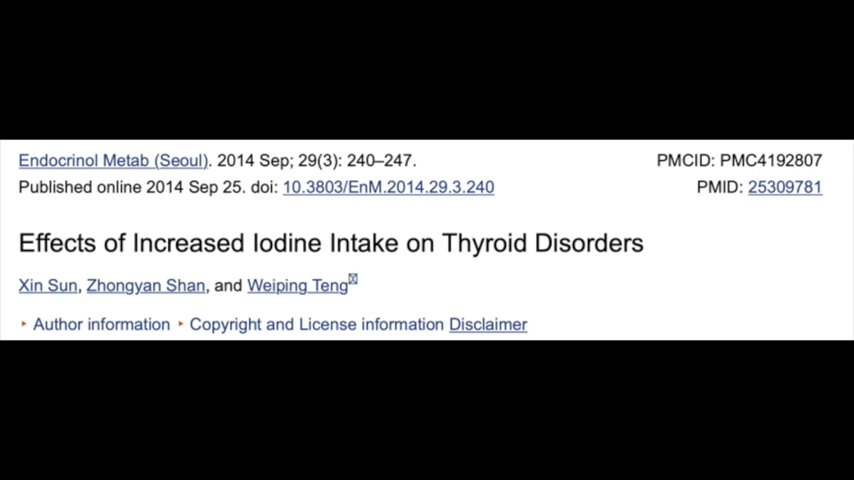 Endocrinol Metab (Seoul). 2014 Sep; 29(3): 240–247.
PMCID: PMC4192807
Published online 2014 Sep 25. doi: 10.3803/EnM.2014.29.3.240
PMID: 25309781
Effects of Increased Iodine Intake on Thyroid Disorders
Xin Sun, Zhongyan Shan, and Weiping Teng
‣ Author information ‣ Copyright and License information Disclaimer